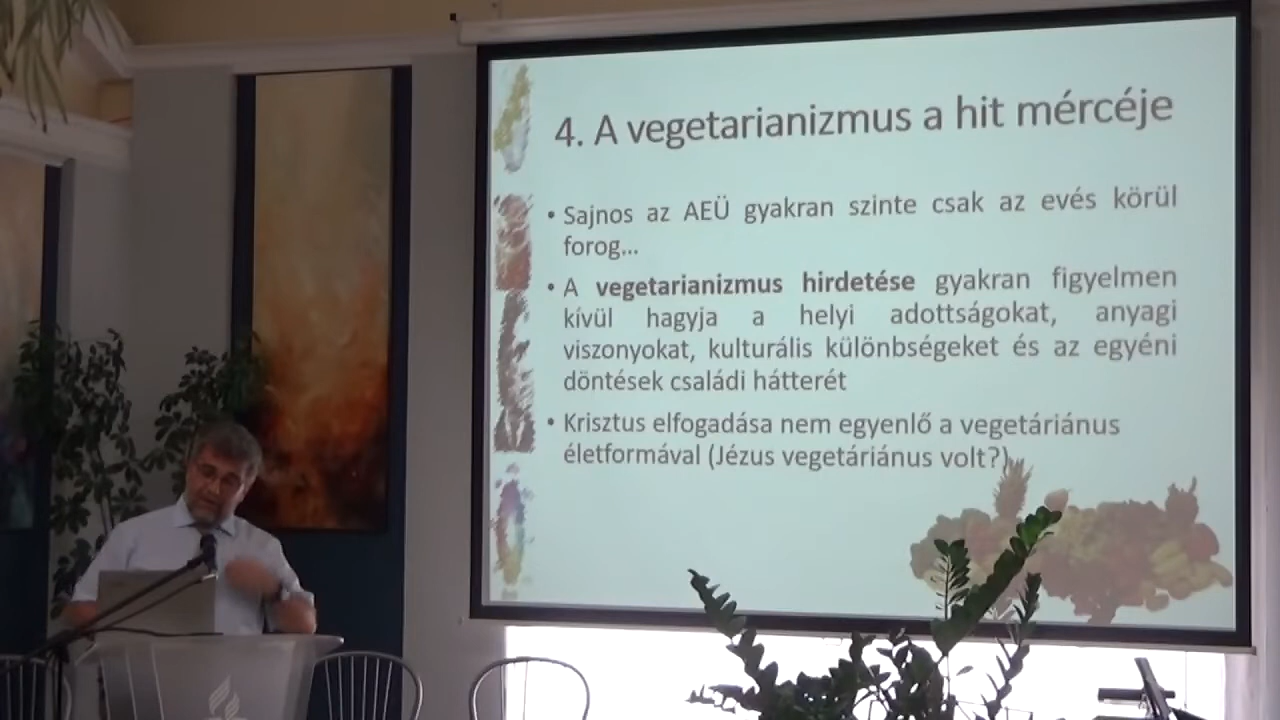 4. A vegetarianizmus a hit mércéje
• Sajnos az AEÜ gyakran szinte csak az evés körül
forog...
• A vegetarianizmus hirdetése gyakran figyelmen
kívül hagyja a helyi adottságokat, anyagi
viszonyokat, kulturális különbségeket és az egyéni
döntések családi hátterét
• Krisztus elfogadása nem egyenlő a vegetáriánus
életformával (Jézus vegetáriánus volt?)